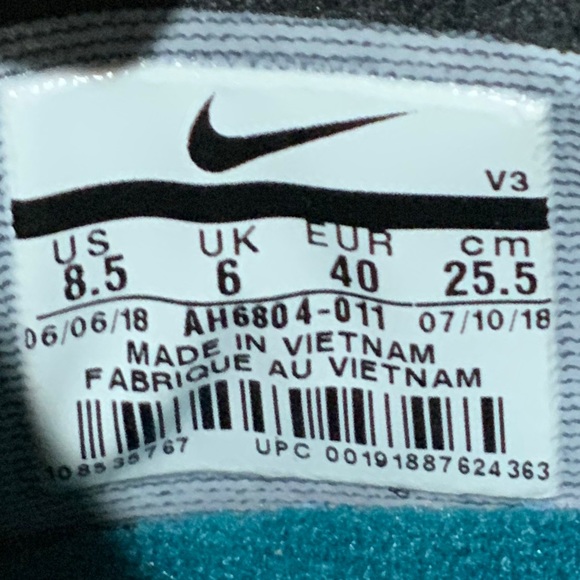 V3
US UK EUR cm
8.5 6 40 25.5
06/06/18 AH6804-011 07/10/18
MADE IN VIETNAM
FABRIQUE AU VIETNAM
UPC 00191887624363